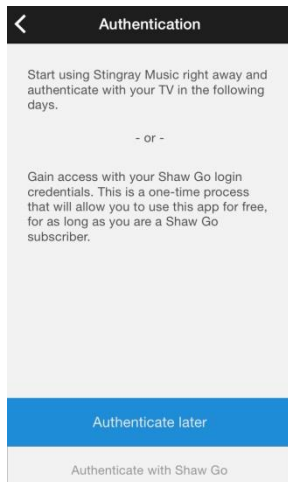 Authentication
Start using Stingray Music right away and
authenticate with your TV in the following
days.
- or -
Gain access with your Shaw Go login
credentials. This is a one-time process
that will allow you to use this app for free,
for as long as you are a Shaw Go
subscriber.
Authenticate later
Authenticate with Shaw Go